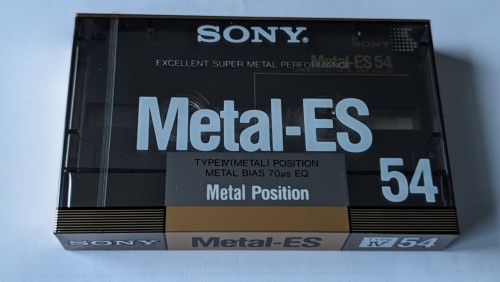 SONY®
EXCELLENT SUPER METAL PERFORMANCE
SONY
Metal-ES 54
Metal-ES
TYPE IV (METAL) POSITION
METAL BIAS 70µs EQ
Metal Position
54
SONY Metal-ES IV 54